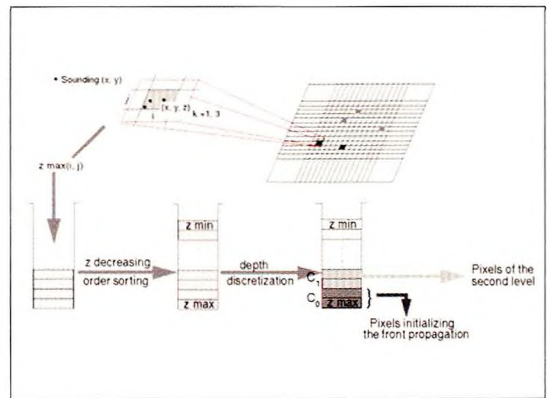 • Sounding (x, y)
(x, y, z)
k =1, 3
j
i
z max(i, j)
z min
z min
z decreasing
order sorting
depth
discretization
C1
C0
z max
z max
Pixels of the
second level
Pixels initializing
the front propagation